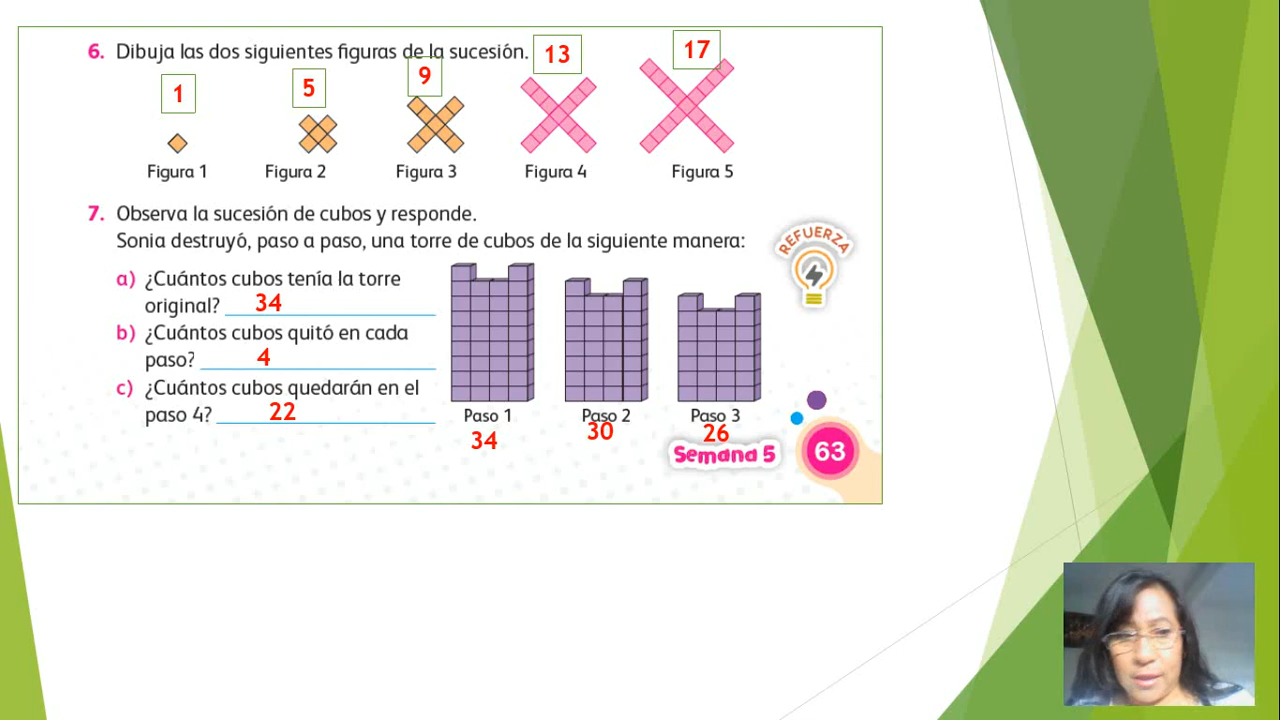 6. Dibuja las dos siguientes figuras de la sucesión.
1
5
9
13
17
Figura 1
Figura 2
Figura 3
Figura 4
Figura 5
7. Observa la sucesión de cubos y responde.
Sonia destruyó, paso a paso, una torre de cubos de la siguiente manera:
REFUERZA
a) ¿Cuántos cubos tenía la torre
original? 34
b) ¿Cuántos cubos quitó en cada
paso? 4
c) ¿Cuántos cubos quedarán en el
paso 4? 22
Paso 1
Paso 2
Paso 3
34
30
26
Semana 5
63